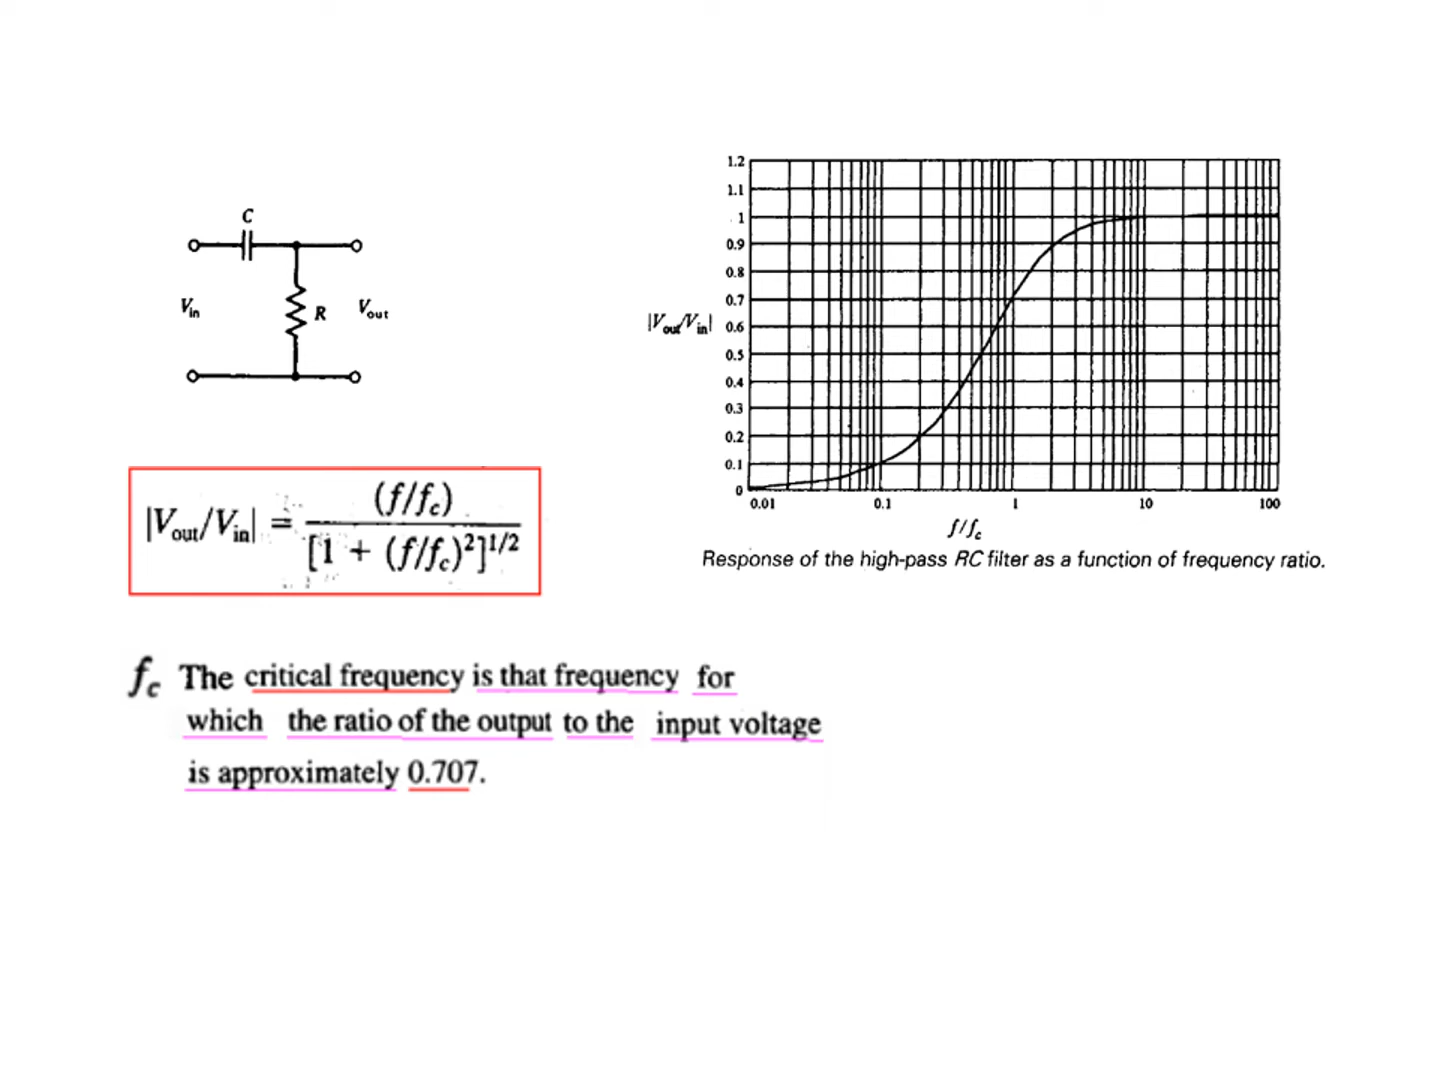 C
V_in
R
V_out
|V_out/V_in| = (f/f_c) / [1 + (f/f_c)²]^1/2
1.2
1.1
1
0.9
0.8
0.7
|V_out/V_in|
0.6
0.5
0.4
0.3
0.2
0.1
0
0.01 0.1 1 10 100
f/f_c
Response of the high-pass RC filter as a function of frequency ratio.
f_c The critical frequency is that frequency for
which the ratio of the output to the input voltage
is approximately 0.707.